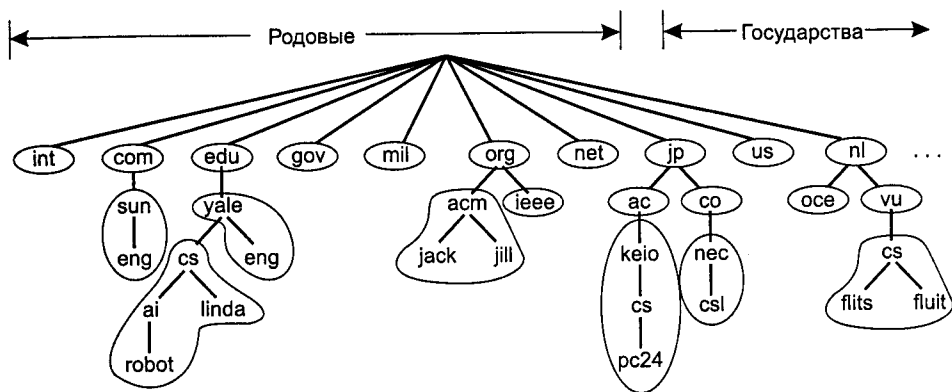 Родовые Государства
int com edu gov mil org net jp us nl ...
sun yale acm ieee ac co oce vu
eng cs eng jack jill keio nec cs
ai linda cs csl flits fluit
robot pc24